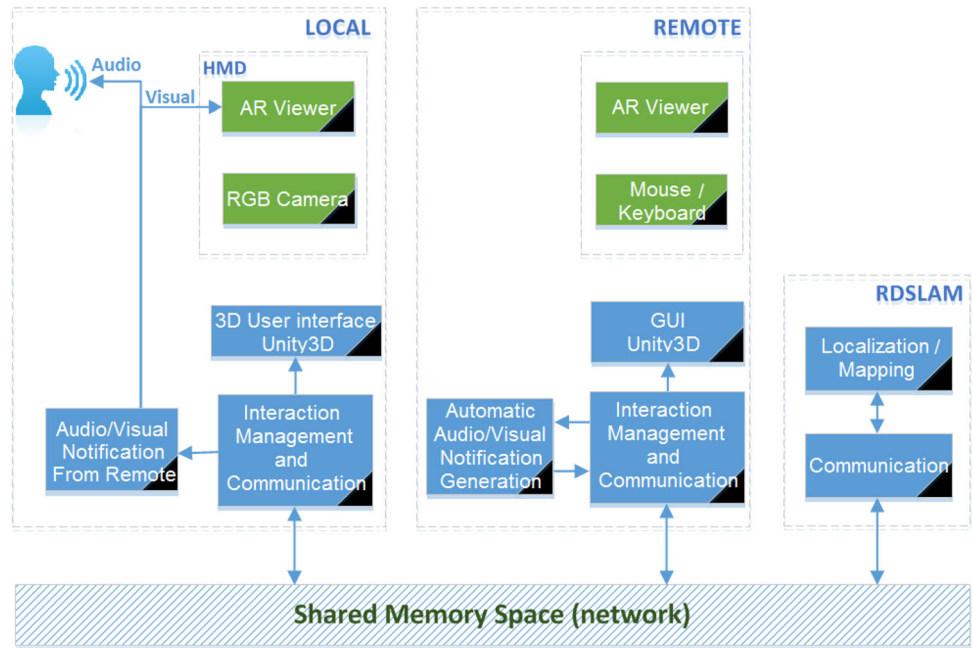 LOCAL
Audio
Visual
HMD
AR Viewer
RGB Camera
3D User interface
Unity3D
Audio/Visual
Notification
From Remote
Interaction
Management
and
Communication
REMOTE
AR Viewer
Mouse /
Keyboard
GUI
Unity3D
Automatic
Audio/Visual
Notification
Generation
Interaction
Management
and
Communication
RDSLAM
Localization /
Mapping
Communication
Shared Memory Space (network)